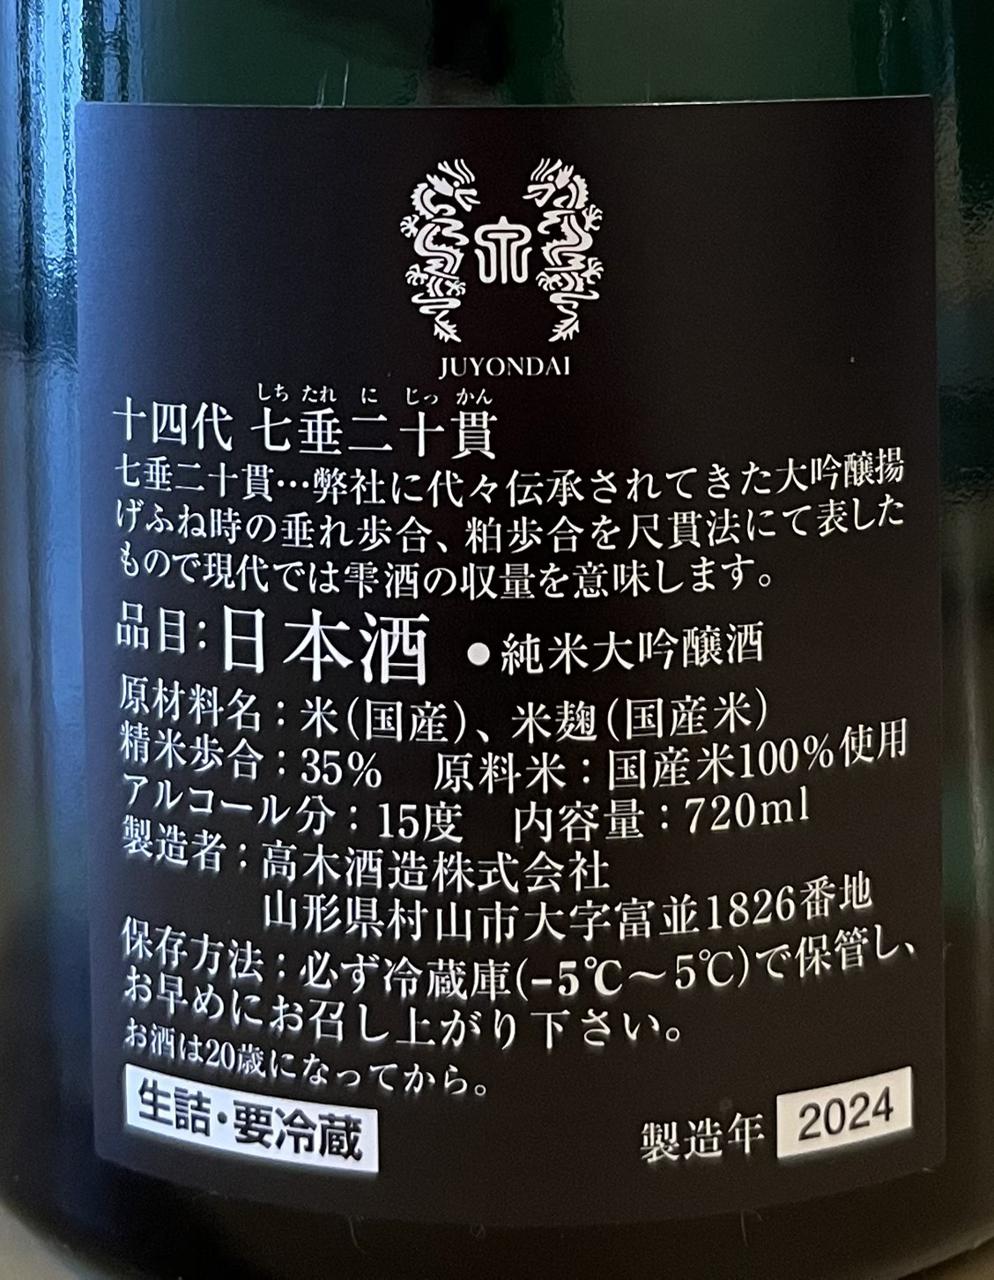 JUYONDAI
しち たれ に じっ かん
十四代 七垂二十貫
七垂二十貫…弊社に代々伝承されてきた大吟醸揚
げふね時の垂れ歩合、粕歩合を尺貫法にて表した
もので現代では雫酒の収量を意味します。
品目:日本酒 ●純米大吟醸酒
原材料名:米(国産)、米麹(国産米)
精米歩合:35% 原料米:国産米100%使用
アルコール分:15度 内容量:720ml
製造者:高木酒造株式会社
山形県村山市大字富並1826番地
保存方法:必ず冷蔵庫(-5℃～5℃)で保管し、
お早めにお召し上がり下さい。
お酒は20歳になってから。
生詰・要冷蔵
製造年 2024